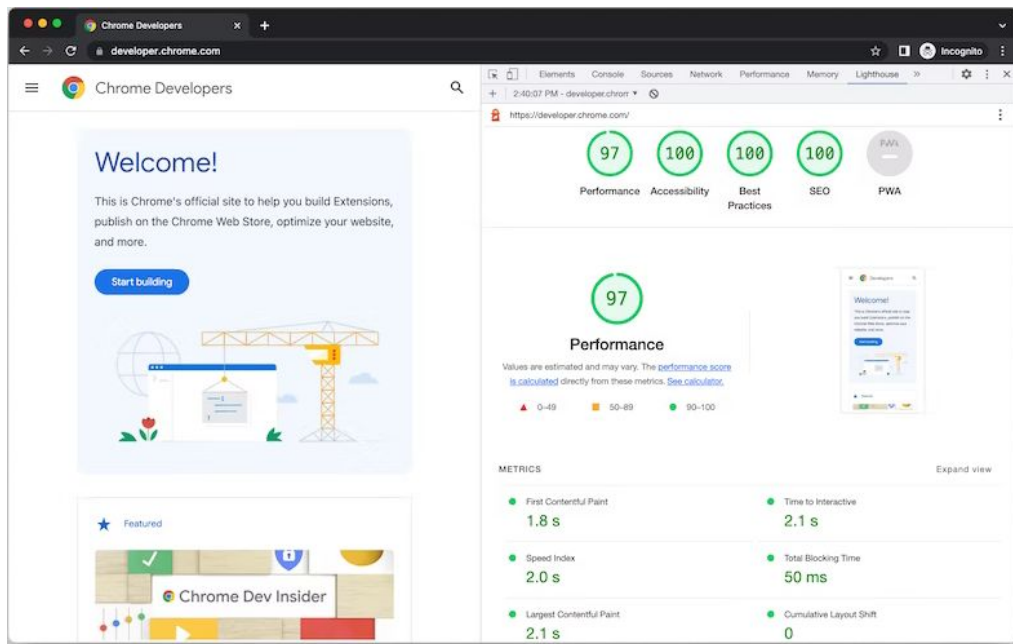 Chrome Developers
developer.chrome.com
Incognito
Chrome Developers
Welcome!
This is Chrome's official site to help you build Extensions,
publish on the Chrome Web Store, optimize your website,
and more.
Start building
Featured
Chrome Dev Insider
Elements Console Sources Network Performance Memory Lighthouse
2:40:07 PM - developer.chrom
https://developer.chrome.com/
97 100 100 100 PWA
Performance Accessibility Best Practices SEO PWA
97
Performance
Values are estimated and may vary. The performance score
is calculated directly from these metrics. See calculator.
0–49 50–89 90–100
Developers
Welcome!
METRICS Expand view
First Contentful Paint Time to Interactive
1.8 s 2.1 s
Speed Index Total Blocking Time
2.0 s 50 ms
Largest Contentful Paint Cumulative Layout Shift
2.1 s 0